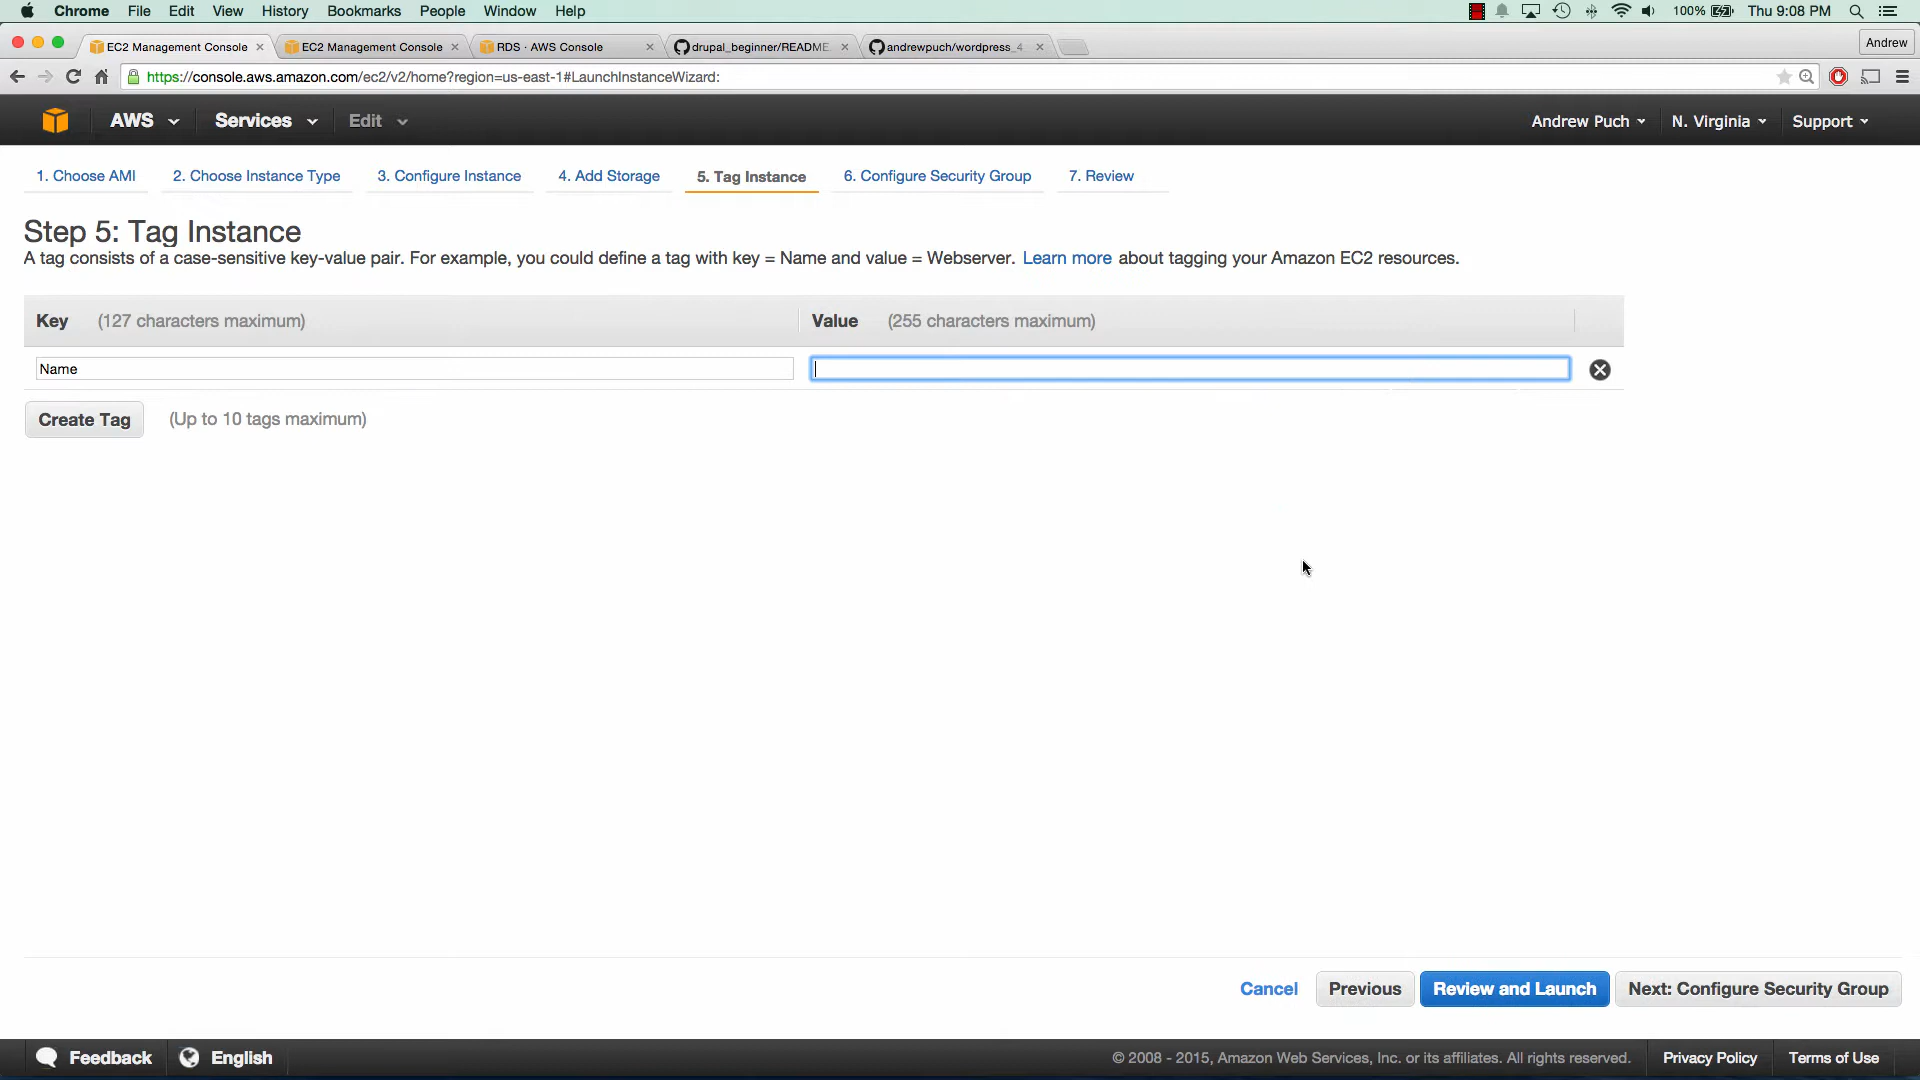 Chrome File Edit View History Bookmarks People Window Help 100% Thu 9:08 PM
EC2 Management Console EC2 Management Console RDS · AWS Console drupal_beginner/README andrewpuch/wordpress_4 Andrew
https://console.aws.amazon.com/ec2/v2/home?region=us-east-1#LaunchInstanceWizard:
AWS Services Edit Andrew Puch N. Virginia Support
1. Choose AMI 2. Choose Instance Type 3. Configure Instance 4. Add Storage 5. Tag Instance 6. Configure Security Group 7. Review
Step 5: Tag Instance
A tag consists of a case-sensitive key-value pair. For example, you could define a tag with key = Name and value = Webserver. Learn more about tagging your Amazon EC2 resources.
Key (127 characters maximum) Value (255 characters maximum)
Name
Create Tag (Up to 10 tags maximum)
Cancel Previous Review and Launch Next: Configure Security Group
Feedback English © 2008 - 2015, Amazon Web Services, Inc. or its affiliates. All rights reserved. Privacy Policy Terms of Use